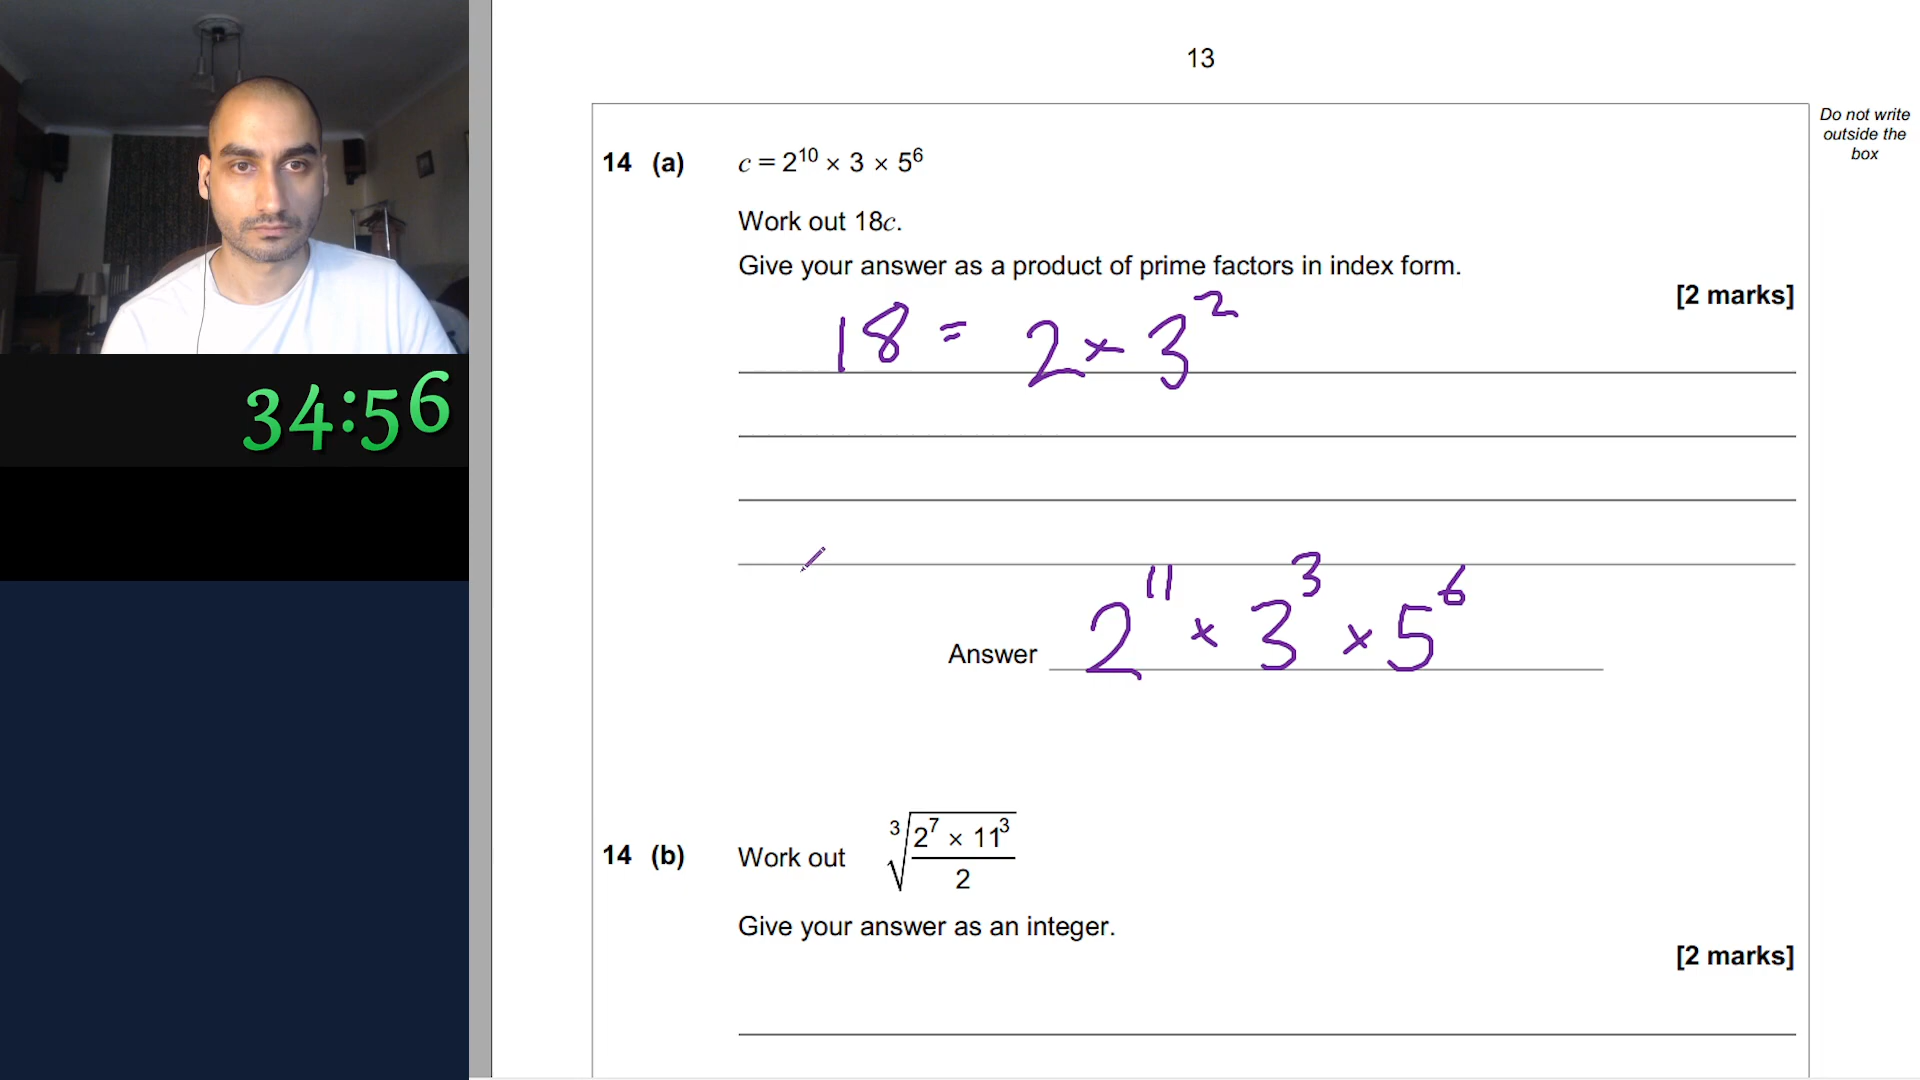 13
Do not write
outside the
box
14 (a) c = 2¹⁰ × 3 × 5⁶
Work out 18c.
Give your answer as a product of prime factors in index form.
[2 marks]
18 = 2 × 3²
34:56
Answer 2¹¹ × 3³ × 5⁶
14 (b) Work out ³√((2⁷ × 11³)/2)
Give your answer as an integer.
[2 marks]